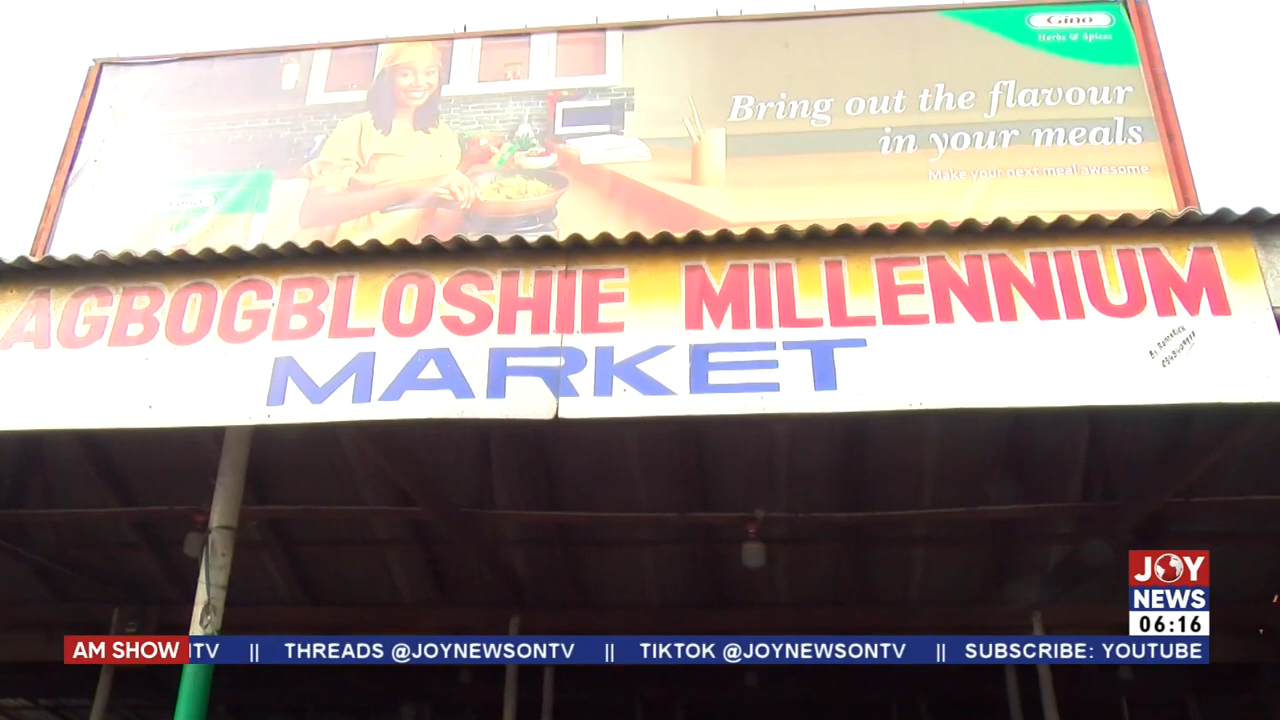 Gino
Herbs & Spices
Bring out the flavour
in your meals
Make your next meal awesome
Gino
AGBOGBLOSHIE MILLENNIUM
MARKET
JOY
NEWS
06:16
AM SHOW
TV || THREADS @JOYNEWSONTV || TIKTOK @JOYNEWSONTV || SUBSCRIBE: YOUTUBE